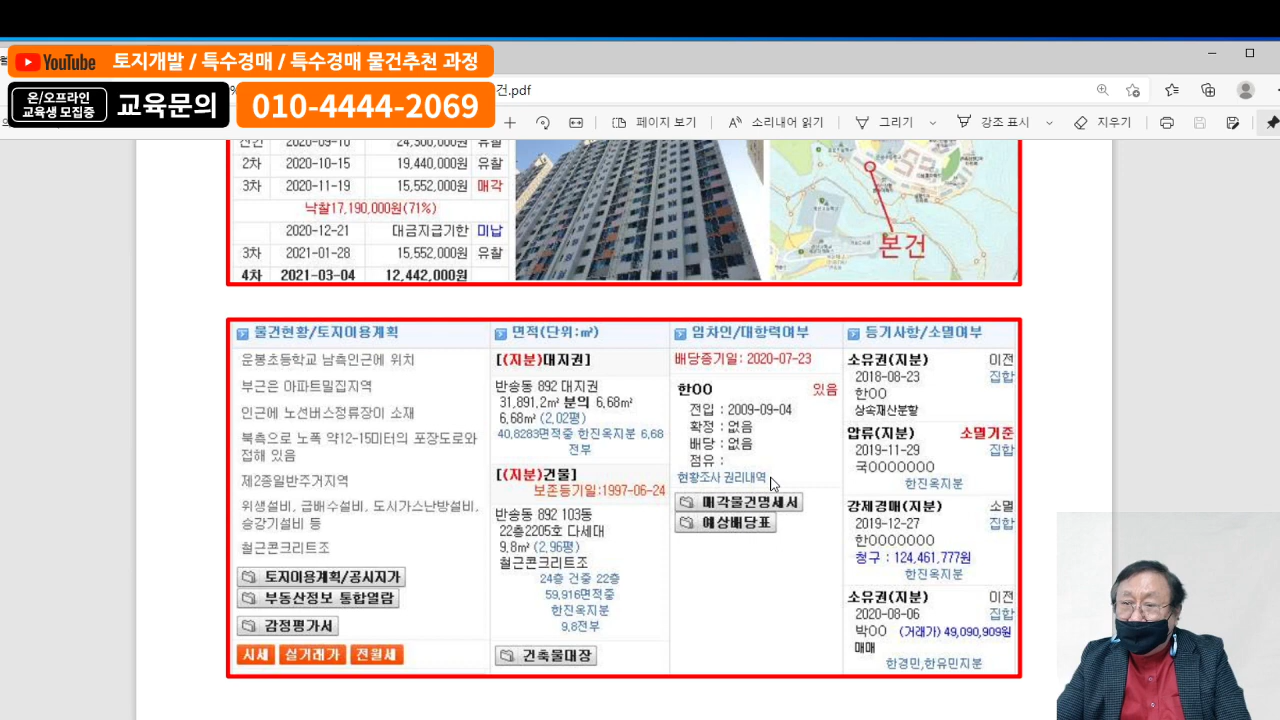 YouTube 토지개발 / 특수경매 / 특수경매 물건추천 과정
온/오프라인
교육생 모집중
교육문의
010-4444-2069
건.pdf
페이지 보기
소리내어 읽기
그리기
강조 표시
지우기
2020-09-10
유찰
2차 2020-10-15 19,440,000원 유찰
3차 2020-11-19 15,552,000원 매각
낙찰17,190,000원(71%)
2020-12-21 대금지급기한 미납
3차 2021-01-28 15,552,000원 유찰
4차 2021-03-04 12,442,000원
본건
물건현황/토지이용계획
운봉초등학교 남측인근에 위치
부근은 아파트밀집지역
인근에 노선버스정류장이 소재
북측으로 노폭 약12-15미터의 포장도로와
접해 있음
제2종일반주거지역
위생설비, 급배수설비, 도시가스난방설비,
승강기설비 등
철근콘크리트조
토지이용계획/공시지가
부동산정보 통합열람
감정평가서
시세 실거래가 전월세
면적(단위:㎡)
[(지분)대지권]
반송동 892 대지권
31,891.2㎡ 분의 6.68㎡
6.68㎡ (2.02평)
40.6283면적중 한진옥지분 6.68
전부
[(지분)건물]
보존등기일:1997-06-24
반송동 892 103동
22층2205호 다세대
9.8㎡ (2.96평)
철근콘크리트조
24층 건중 22층
59.916면적중
한진옥지분
9.8전부
건축물대장
임차인/대항력여부
배당종기일: 2020-07-23
한OO 있음
전입 : 2009-09-04
확정 : 없음
배당 : 없음
점유 :
현황조사 권리내역
매각물건명세서
예상배당표
등기사항/소멸여부
소유권(지분) 이전
2018-08-23 집합
한OO
상속재산분할
압류(지분) 소멸기준
2019-11-29 집합
국OOOOOOO
한진옥지분
강제경매(지분) 소멸
2019-12-27 집합
한OOOOOOO
청구 : 124,461,777원
한진옥지분
소유권(지분) 이전
2020-08-06 집합
박OO (거래가) 49,090,909원
매매
한경민,한유민지분